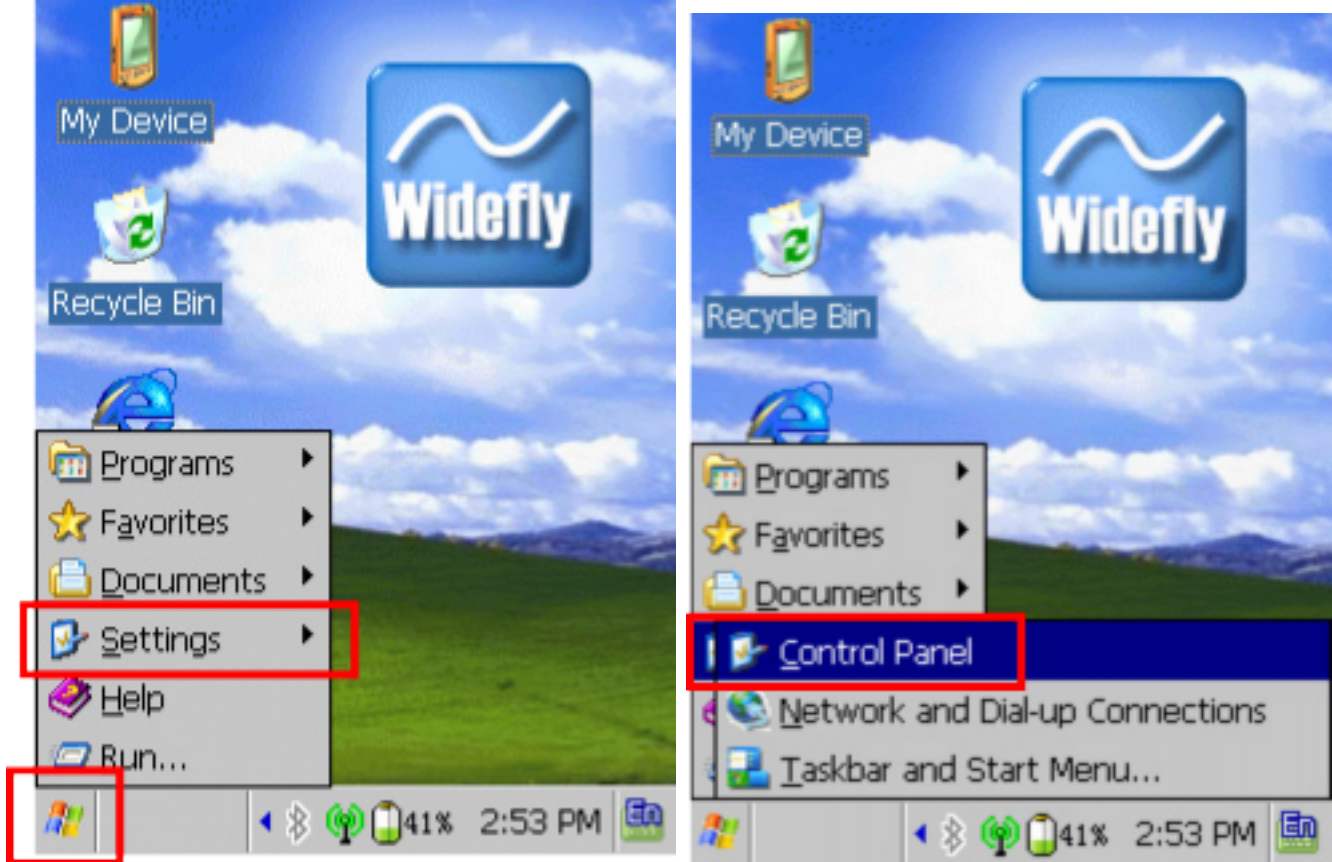 My Device
Widefly
Recycle Bin
Programs
Favorites
Documents
Settings
Help
Run...
41% 2:53 PM En
My Device
Widefly
Recycle Bin
Programs
Favorites
Documents
Control Panel
Network and Dial-up Connections
Taskbar and Start Menu...
41% 2:53 PM En